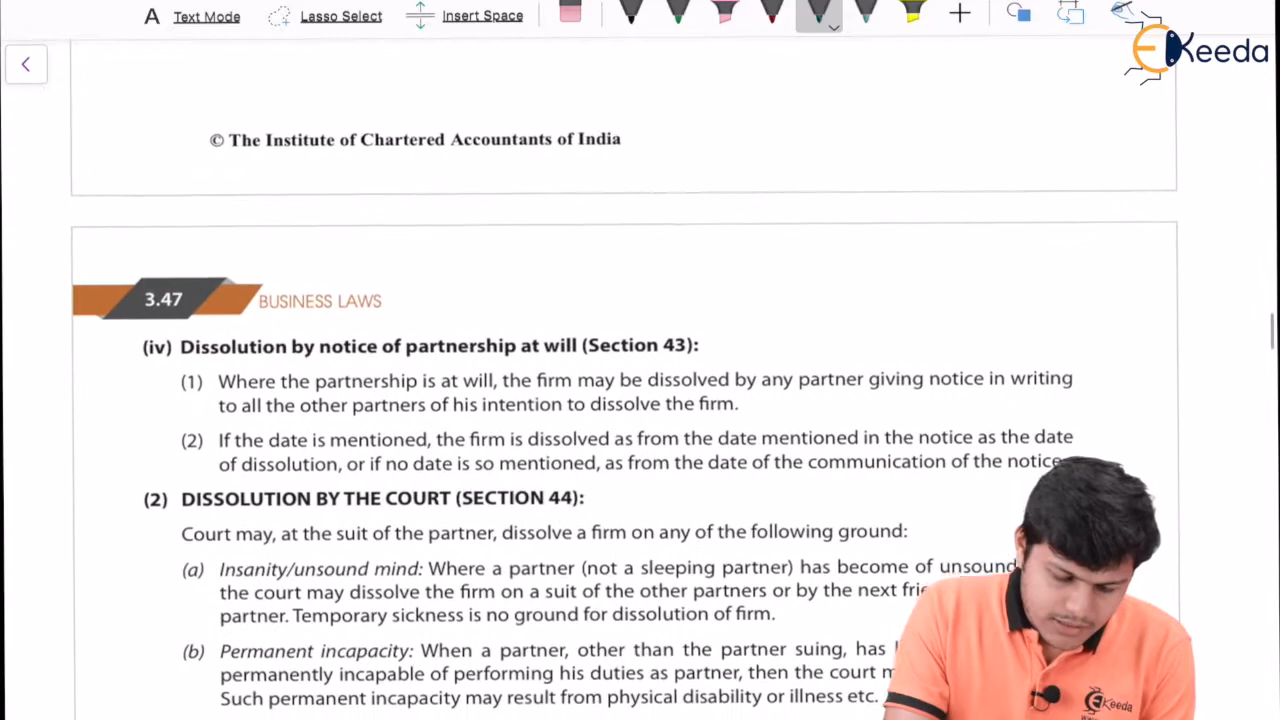 A Text Mode Lasso Select Insert Space
EKeeda
© The Institute of Chartered Accountants of India
3.47 BUSINESS LAWS
(iv) Dissolution by notice of partnership at will (Section 43):
(1) Where the partnership is at will, the firm may be dissolved by any partner giving notice in writing
to all the other partners of his intention to dissolve the firm.
(2) If the date is mentioned, the firm is dissolved as from the date mentioned in the notice as the date
of dissolution, or if no date is so mentioned, as from the date of the communication of the notice
(2) DISSOLUTION BY THE COURT (SECTION 44):
Court may, at the suit of the partner, dissolve a firm on any of the following ground:
(a) Insanity/unsound mind: Where a partner (not a sleeping partner) has become of unsound
the court may dissolve the firm on a suit of the other partners or by the next
partner. Temporary sickness is no ground for dissolution of firm.
(b) Permanent incapacity: When a partner, other than the partner suing, has
permanently incapable of performing his duties as partner, then the court
Such permanent incapacity may result from physical disability or illness etc.
EKeeda